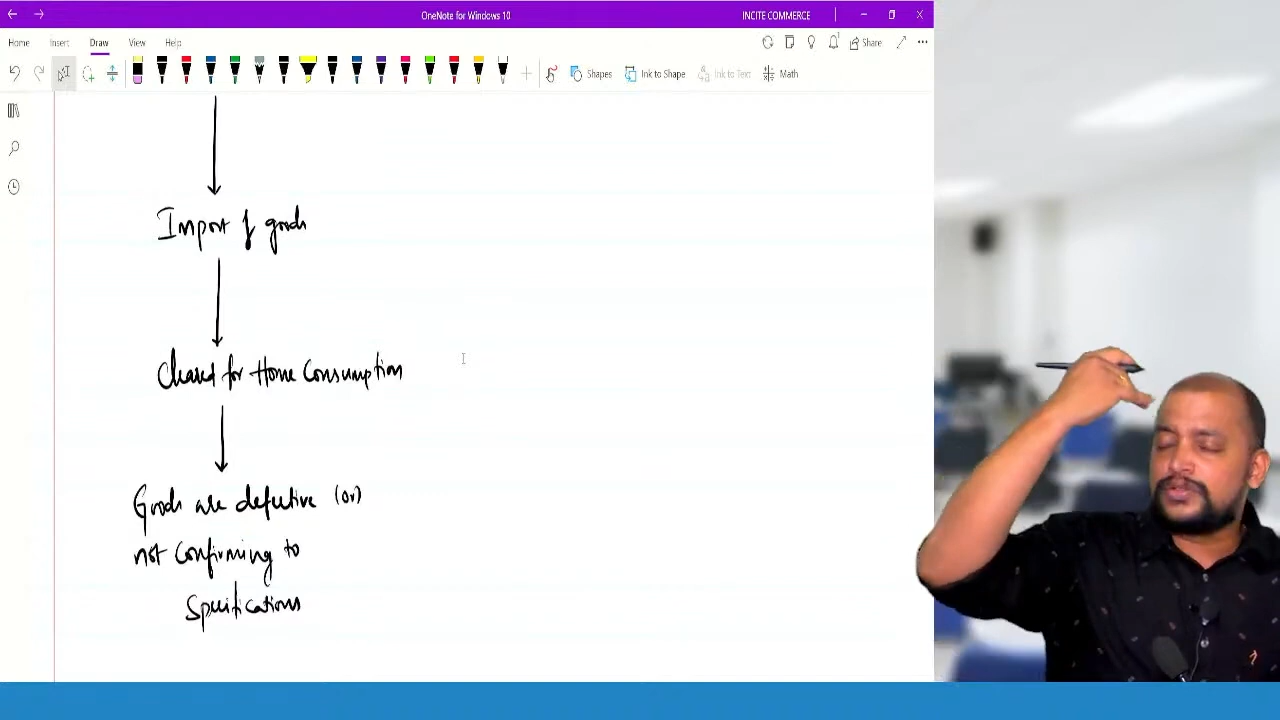 OneNote for Windows 10
INCITE COMMERCE
Home Insert Draw View Help
Share
Shapes Ink to Shape Ink to Text Math
Import of goods
Cleared for Home Consumption
Goods are defective (or)
not confirming to
Specifications